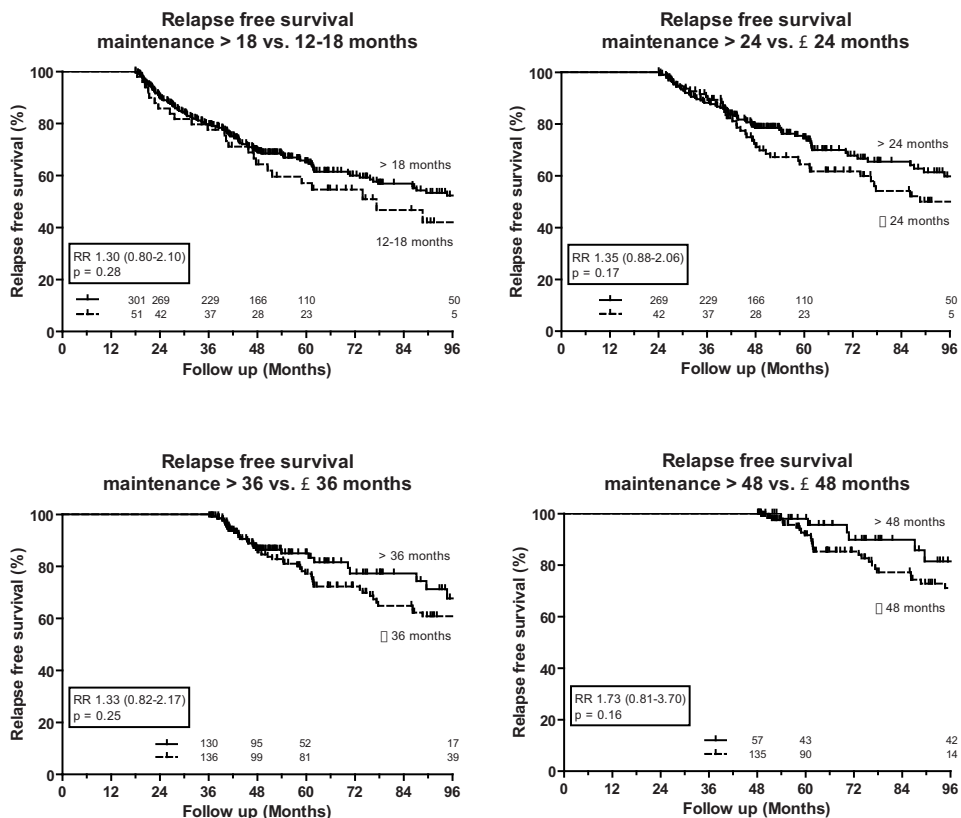 Relapse free survival
maintenance > 18 vs. 12-18 months
Relapse free survival (%)
100
80
60
40
20
0
> 18 months
12-18 months
RR 1.30 (0.80-2.10)
p = 0.28
301 269 229 166 110 50
51 42 37 28 23 5
0 12 24 36 48 60 72 84 96
Follow up (Months)
Relapse free survival
maintenance > 24 vs. £ 24 months
Relapse free survival (%)
100
80
60
40
20
0
> 24 months
▯ 24 months
RR 1.35 (0.88-2.06)
p = 0.17
269 229 166 110 50
42 37 28 23 5
0 12 24 36 48 60 72 84 96
Follow up (Months)
Relapse free survival
maintenance > 36 vs. £ 36 months
Relapse free survival (%)
100
80
60
40
20
0
> 36 months
▯ 36 months
RR 1.33 (0.82-2.17)
p = 0.25
130 95 52 17
136 99 81 39
0 12 24 36 48 60 72 84 96
Follow up (Months)
Relapse free survival
maintenance > 48 vs. £ 48 months
Relapse free survival (%)
100
80
60
40
20
0
> 48 months
▯ 48 months
RR 1.73 (0.81-3.70)
p = 0.16
57 43 42
135 90 14
0 12 24 36 48 60 72 84 96
Follow up (Months)